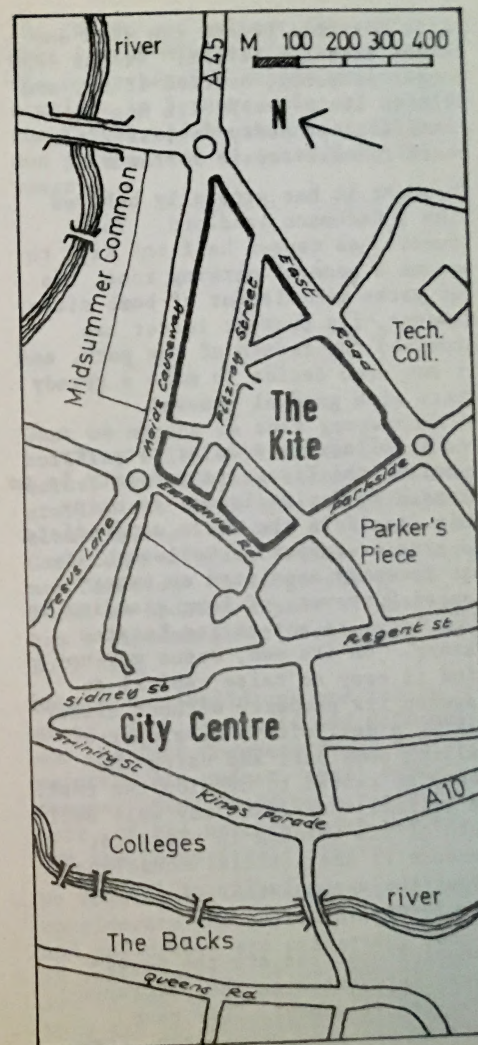 river
A45
M 100 200 300 400
N
Midsummer Common
Maids Causeway
Fitzroy Street
East Road
Tech.
Coll.
The
Kite
Parkside
Emmanuel Rd
Parker's
Piece
Jesus Lane
Regent St
Sidney St
City Centre
Trinity St
Kings Parade
A10
Colleges
river
The Backs
Queens Rd